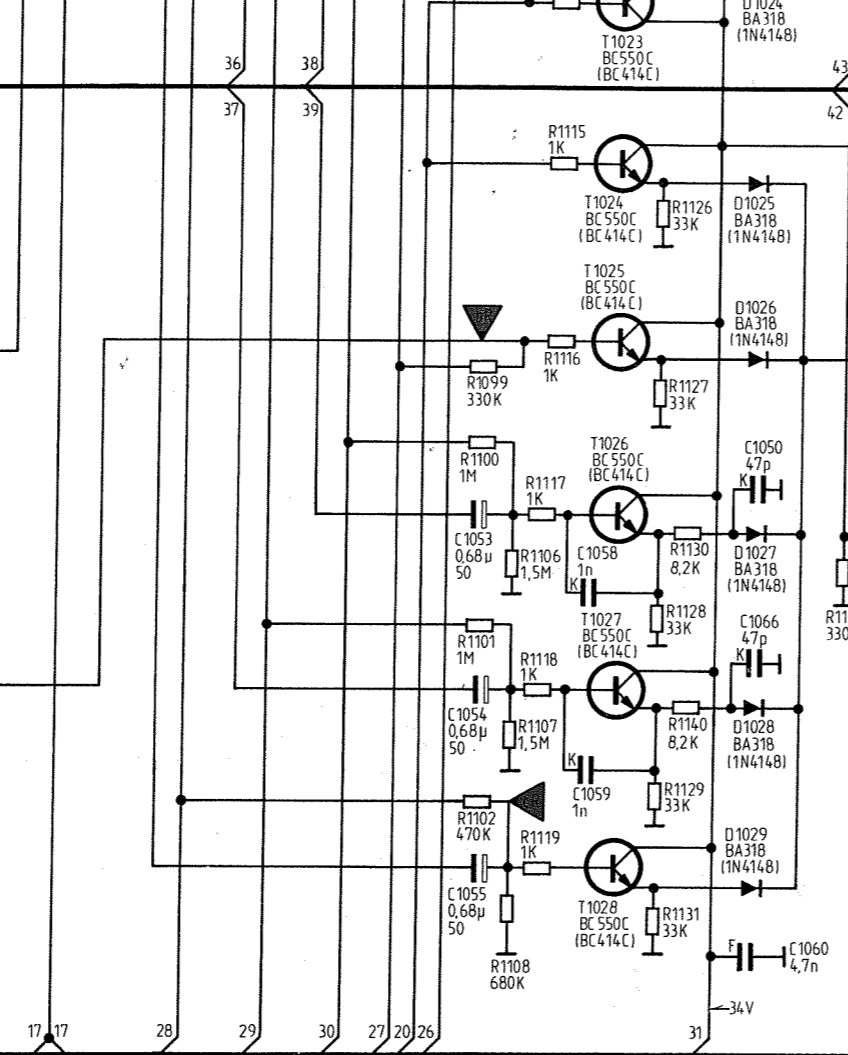 D1024
BA318
(1N4148)
T1023
BC550C
(BC414C)
36
38
43
37
39
42
R1115
1K
T1024
BC550C
(BC414C)
R1126
33K
D1025
BA318
(1N4148)
T1025
BC550C
(BC414C)
D1026
BA318
(1N4148)
R1116
1K
R1099
330K
R1127
33K
T1026
BC550C
(BC414C)
C1050
47p
K
R1100
1M
R1117
1K
C1053
0,68µ
50
R1106
1,5M
C1058
1n
K
R1130
8,2K
D1027
BA318
(1N4148)
R1128
33K
R11
330
T1027
BC550C
(BC414C)
C1066
47p
K
R1101
1M
R1118
1K
C1054
0,68µ
50
R1107
1,5M
K
C1059
1n
R1140
8,2K
D1028
BA318
(1N4148)
R1129
33K
R1102
470K
R1119
1K
D1029
BA318
(1N4148)
C1055
0,68µ
50
T1028
BC550C
(BC414C)
R1131
33K
R1108
680K
F
C1060
4,7n
34V
17
17
28
29
30
27
20
26
31